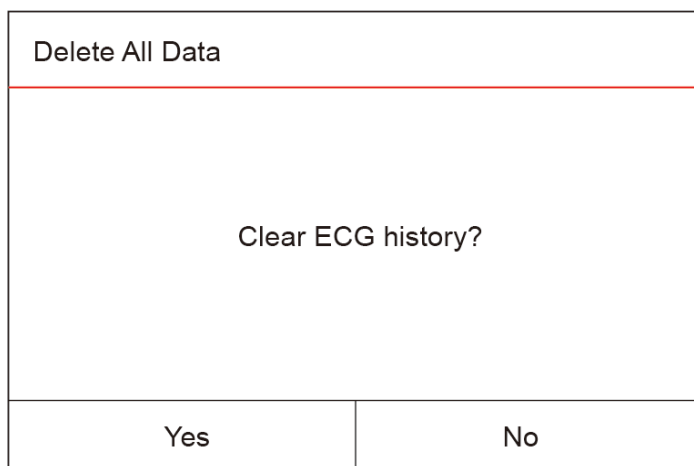 Delete All Data
Clear ECG history?
Yes
No